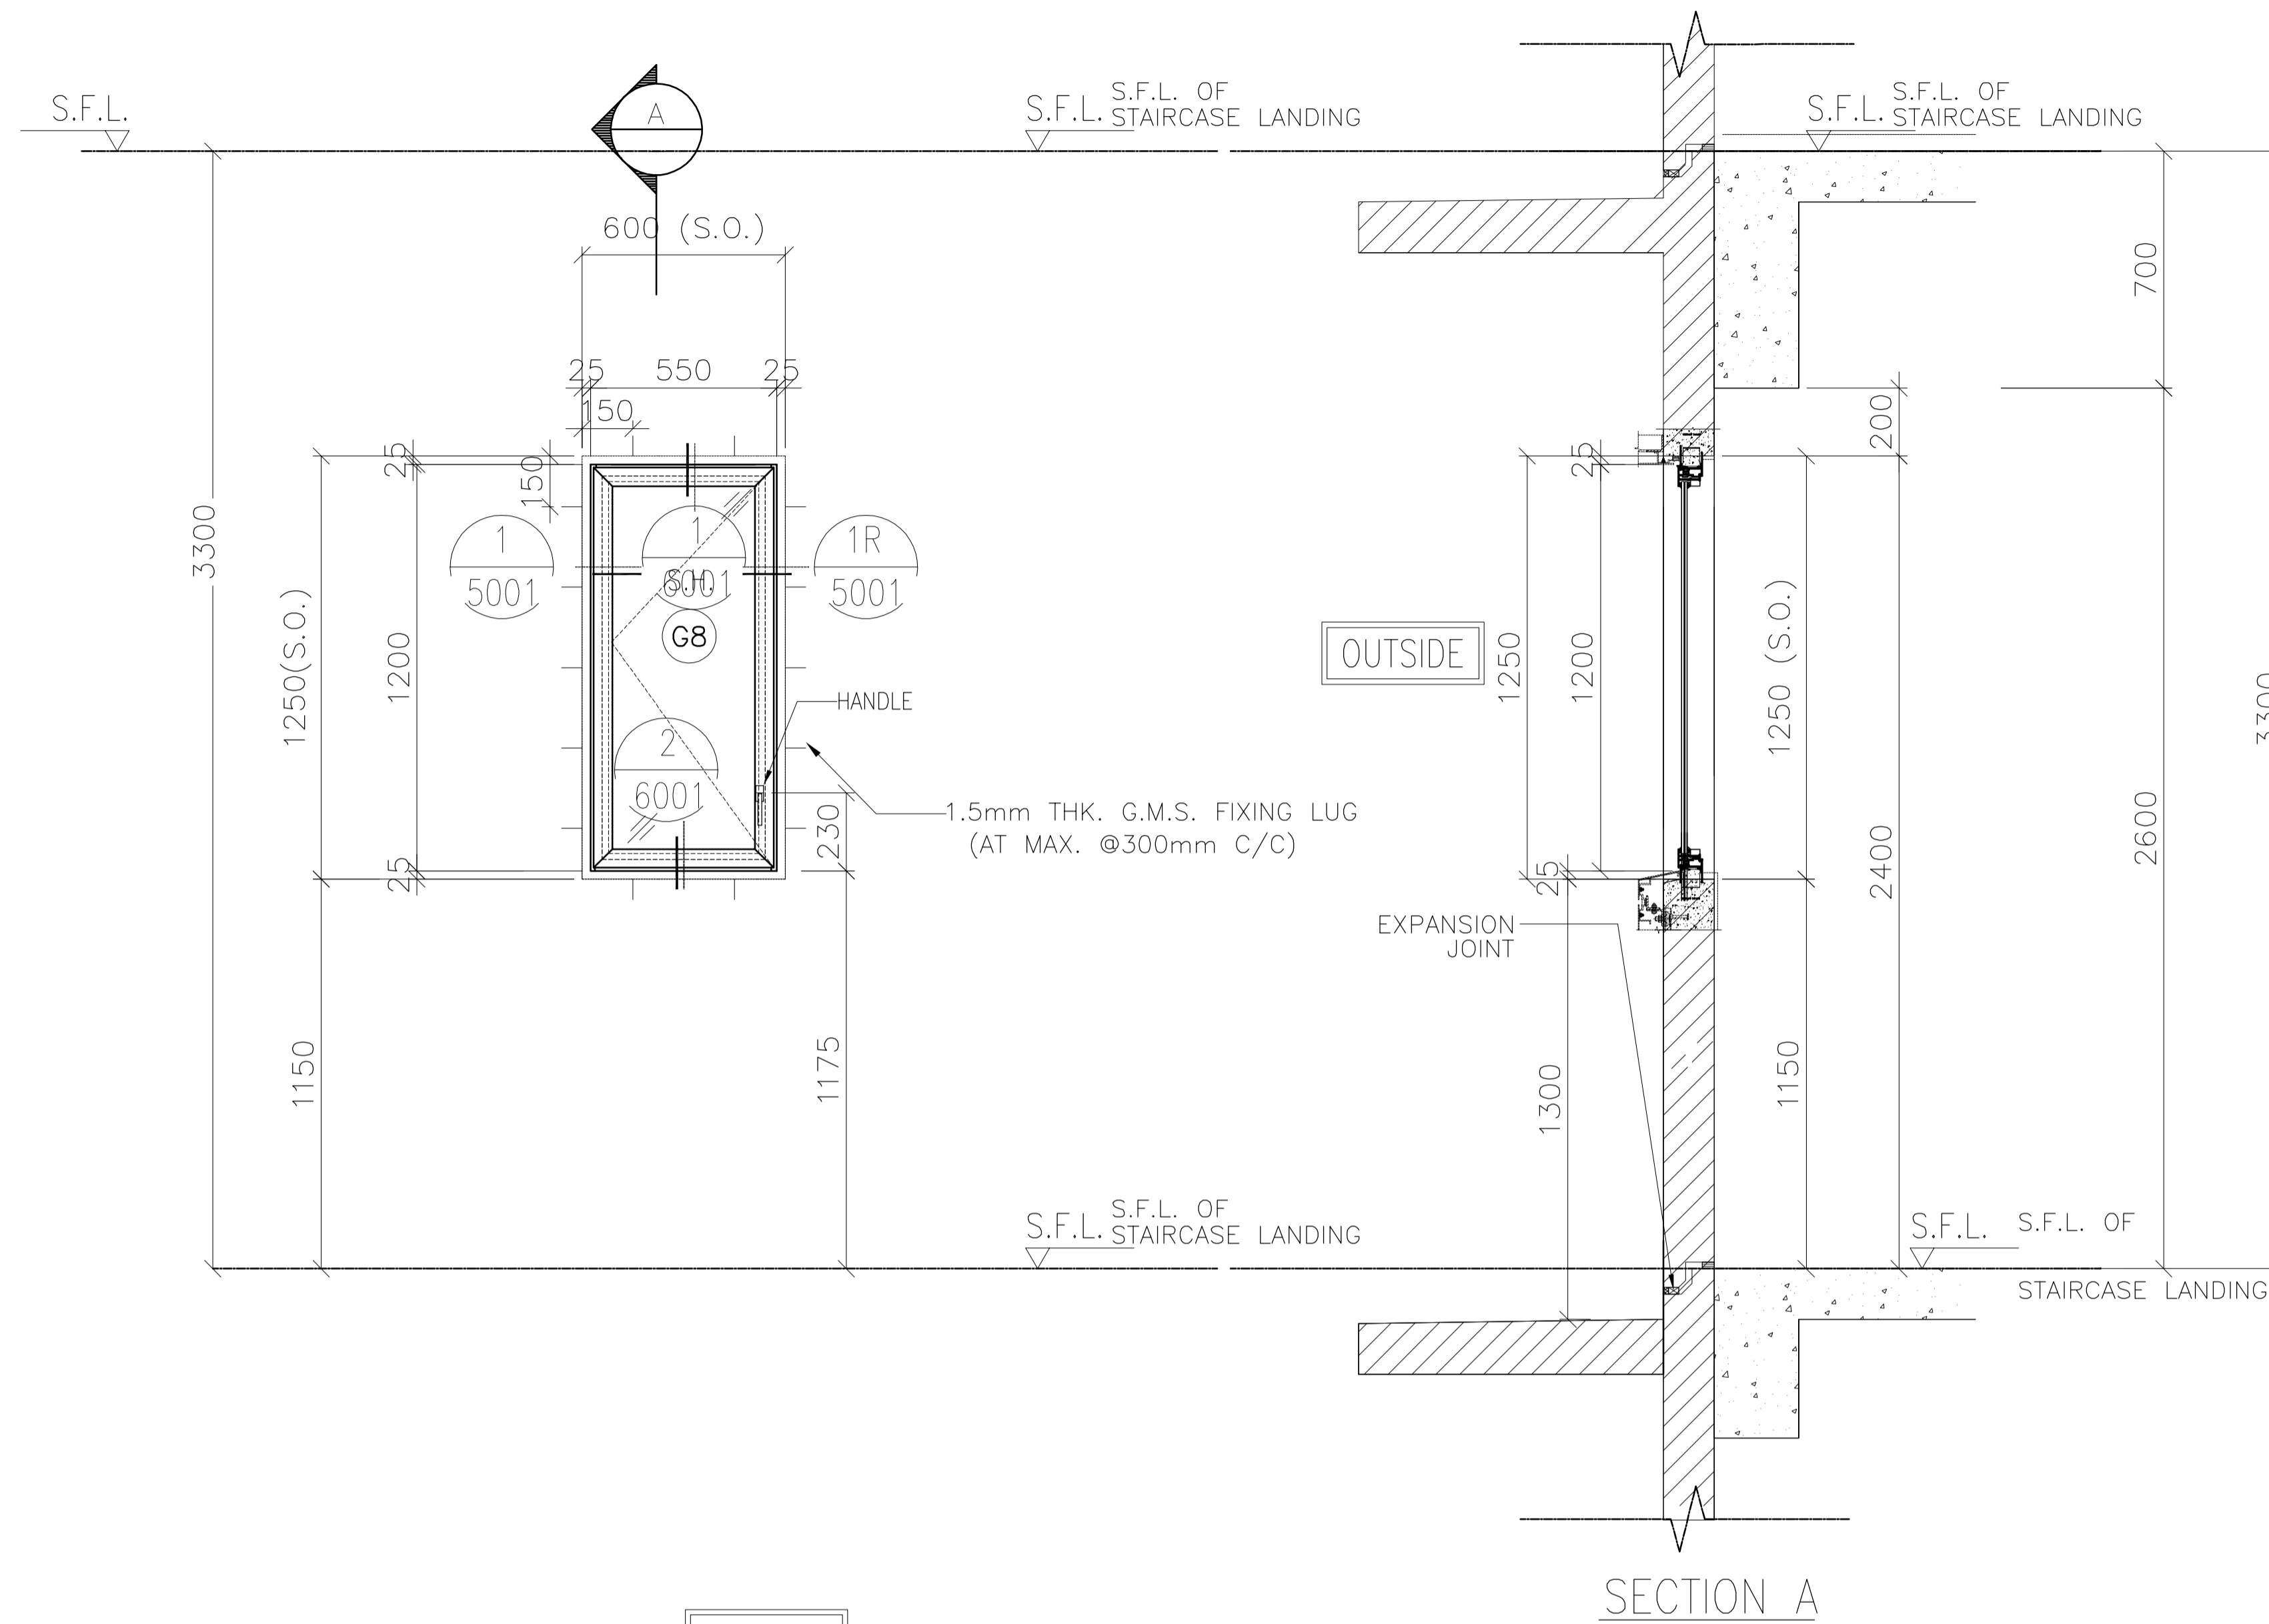 S.F.L.
A
S.F.L.
S.F.L. OF
STAIRCASE LANDING
S.F.L.
S.F.L. OF
STAIRCASE LANDING
600 (S.O.)
25
550
25
150
25
150
3300
1250(S.O.)
1200
25
1150
1
5001
1
6001
S.H.
1R
5001
G8
HANDLE
2
6001
1.5mm THK. G.M.S. FIXING LUG
(AT MAX. @300mm C/C)
230
1175
S.F.L.
S.F.L. OF
STAIRCASE LANDING
OUTSIDE
25
1250
1200
25
EXPANSION
JOINT
1300
700
200
1250 (S.O.)
2400
2600
3300
1150
S.F.L.
S.F.L. OF
STAIRCASE LANDING
SECTION A